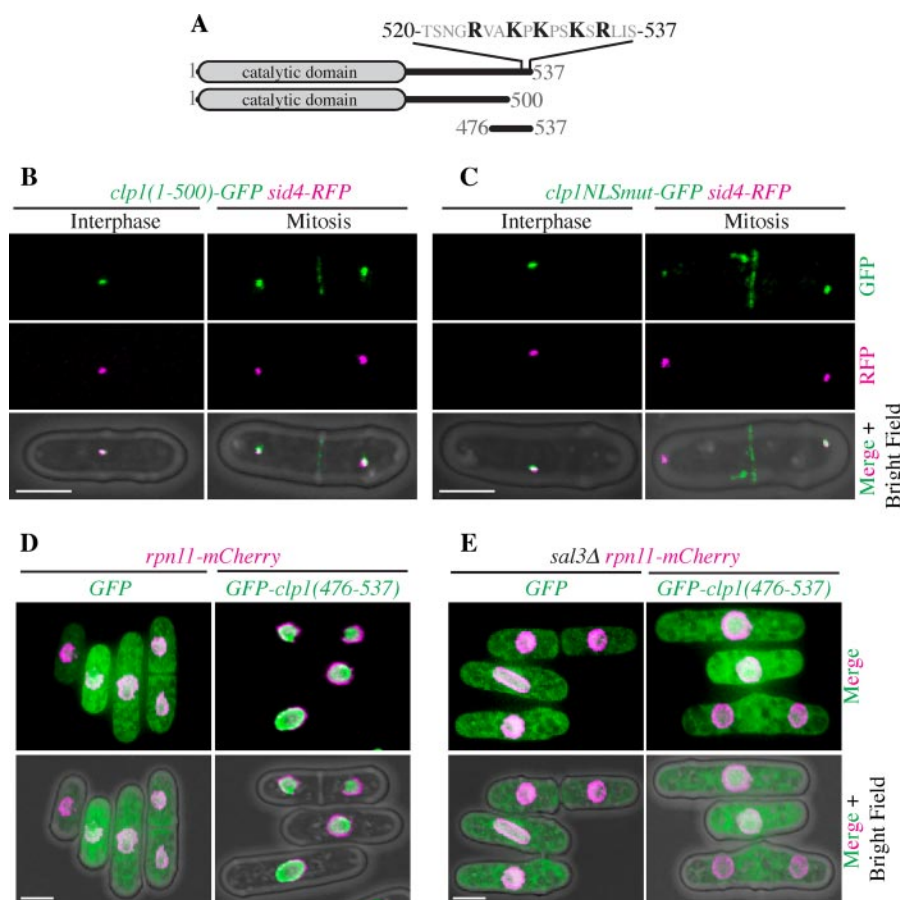 A
520-TSNGRVAKPKPSKSRLIS-537
1 catalytic domain 537
1 catalytic domain 500
476 537
B
clp1(1-500)-GFP sid4-RFP
Interphase Mitosis
C
clp1NLSmut-GFP sid4-RFP
Interphase Mitosis
GFP
RFP
Merge +
Bright Field
D
rpn11-mCherry
GFP GFP-clp1(476-537)
E
sal3Δ rpn11-mCherry
GFP GFP-clp1(476-537)
Merge
Merge +
Bright Field